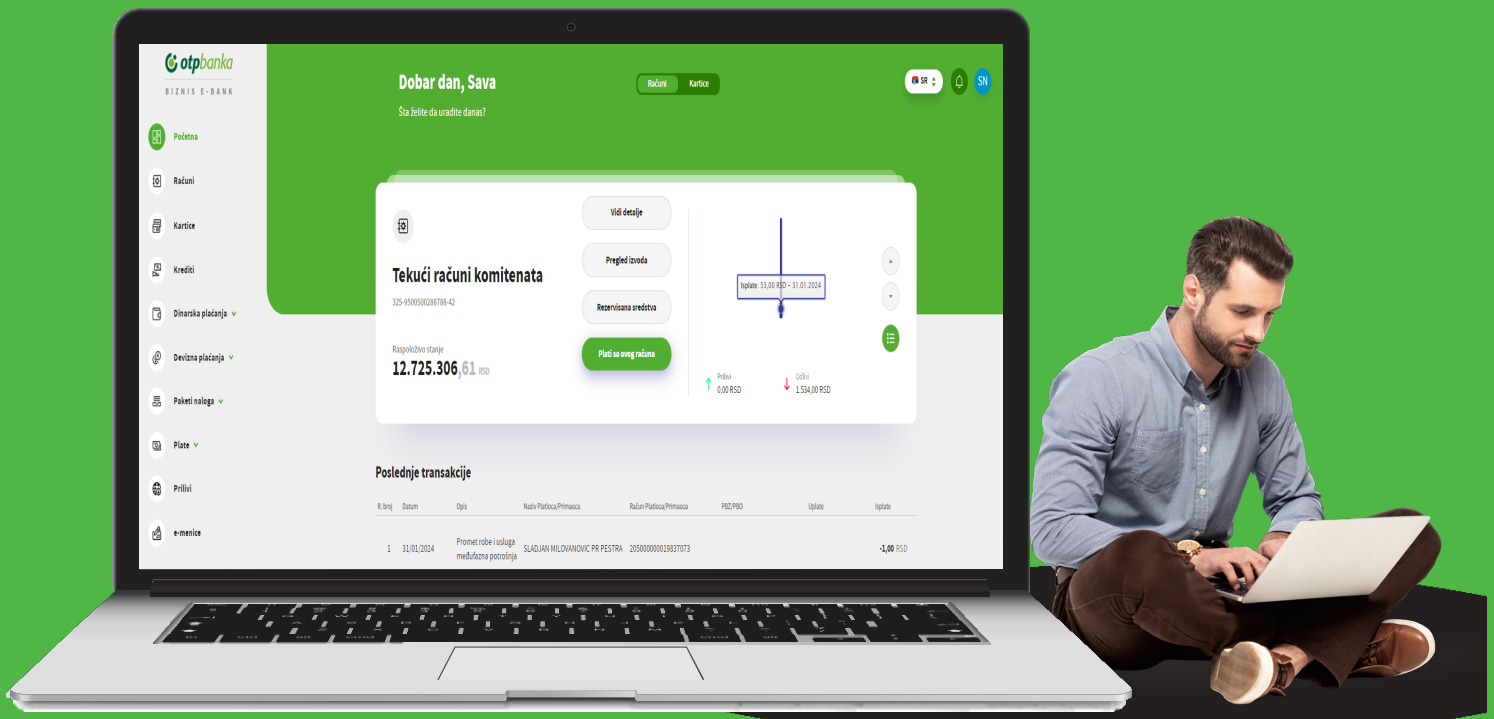 otpbanka
BIZNIS E-BANK
Početna
Računi
Kartice
Krediti
Dinarska plaćanja
Devizna plaćanja
Paketi naloga
Plate
Prilivi
e-menice
Dobar dan, Sava
Šta želite da uradite danas?
Računi Kartice
SR
SN
Tekući računi komitenata
325-9500500288788-42
Raspoloživo stanje
12.725.306,61 RSD
Vidi detalje
Pregled izvoda
Rezervisana sredstva
Plati sa ovog računa
Isplate: 53,00 RSD – 31.01.2024
Prilivi
0,00 RSD
Odlivi
1.534,00 RSD
Poslednje transakcije
R. broj Datum Opis Naziv Platioca/Primaoca Račun Platioca/Primaoca PBZ/PBO Uplate Isplate
1 31/01/2024 Promet robe i usluga međufazna potrošnja SLADJAN MILOVANOVIC PR PESTRA 205000000019837073 -1,00 RSD